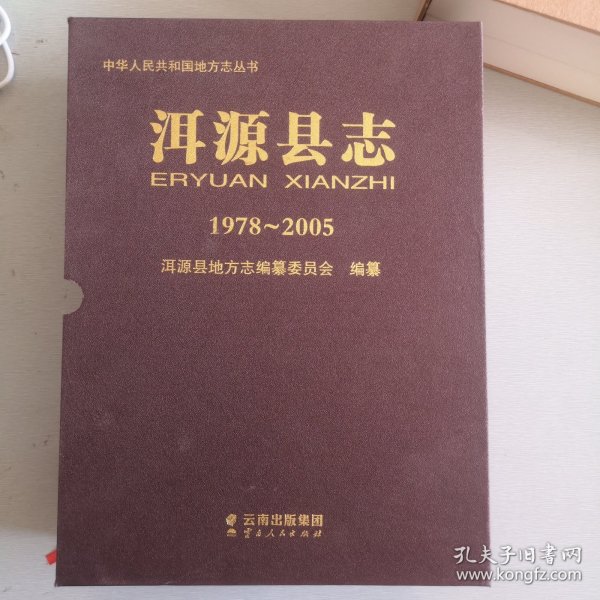 中华人民共和国地方志丛书
洱源县志
ERYUAN XIANZHI
1978~2005
洱源县地方志编纂委员会 编纂
云南出版集团
云南人民出版社
孔夫子旧书网
www.kongfz.com